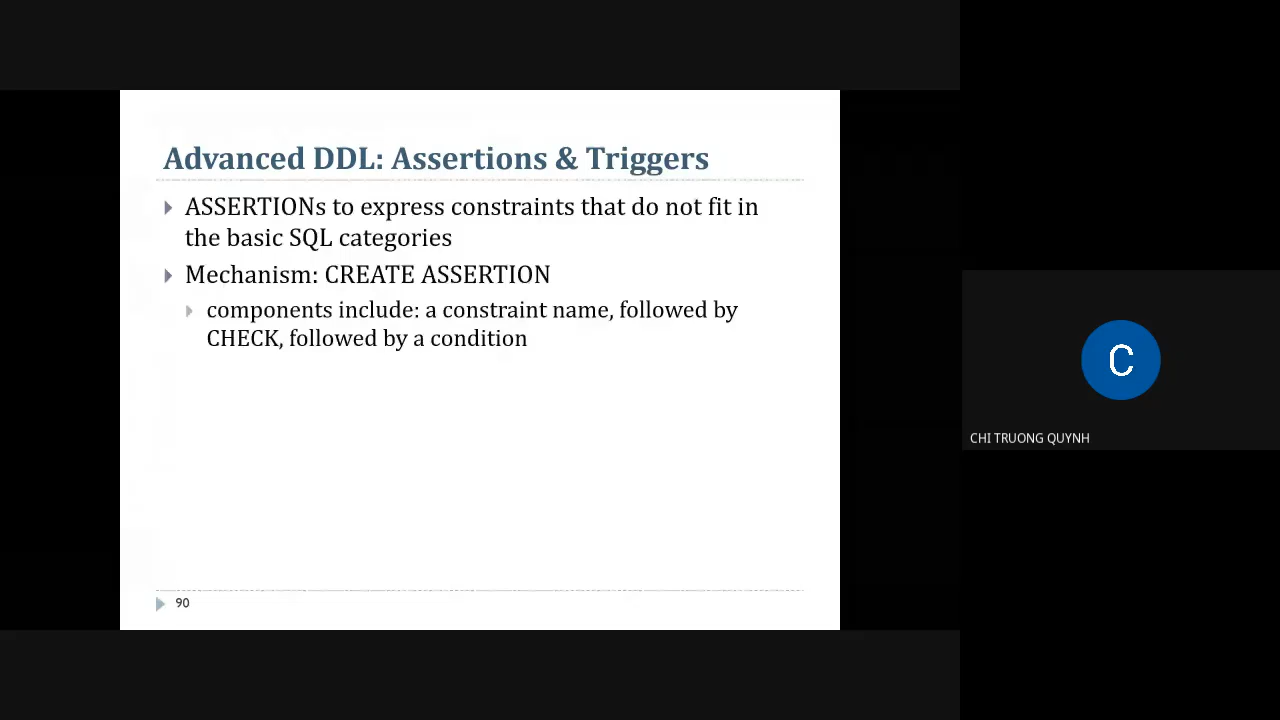 Advanced DDL: Assertions & Triggers
ASSERTIONs to express constraints that do not fit in
the basic SQL categories
Mechanism: CREATE ASSERTION
components include: a constraint name, followed by
CHECK, followed by a condition
90
C
CHI TRUONG QUYNH